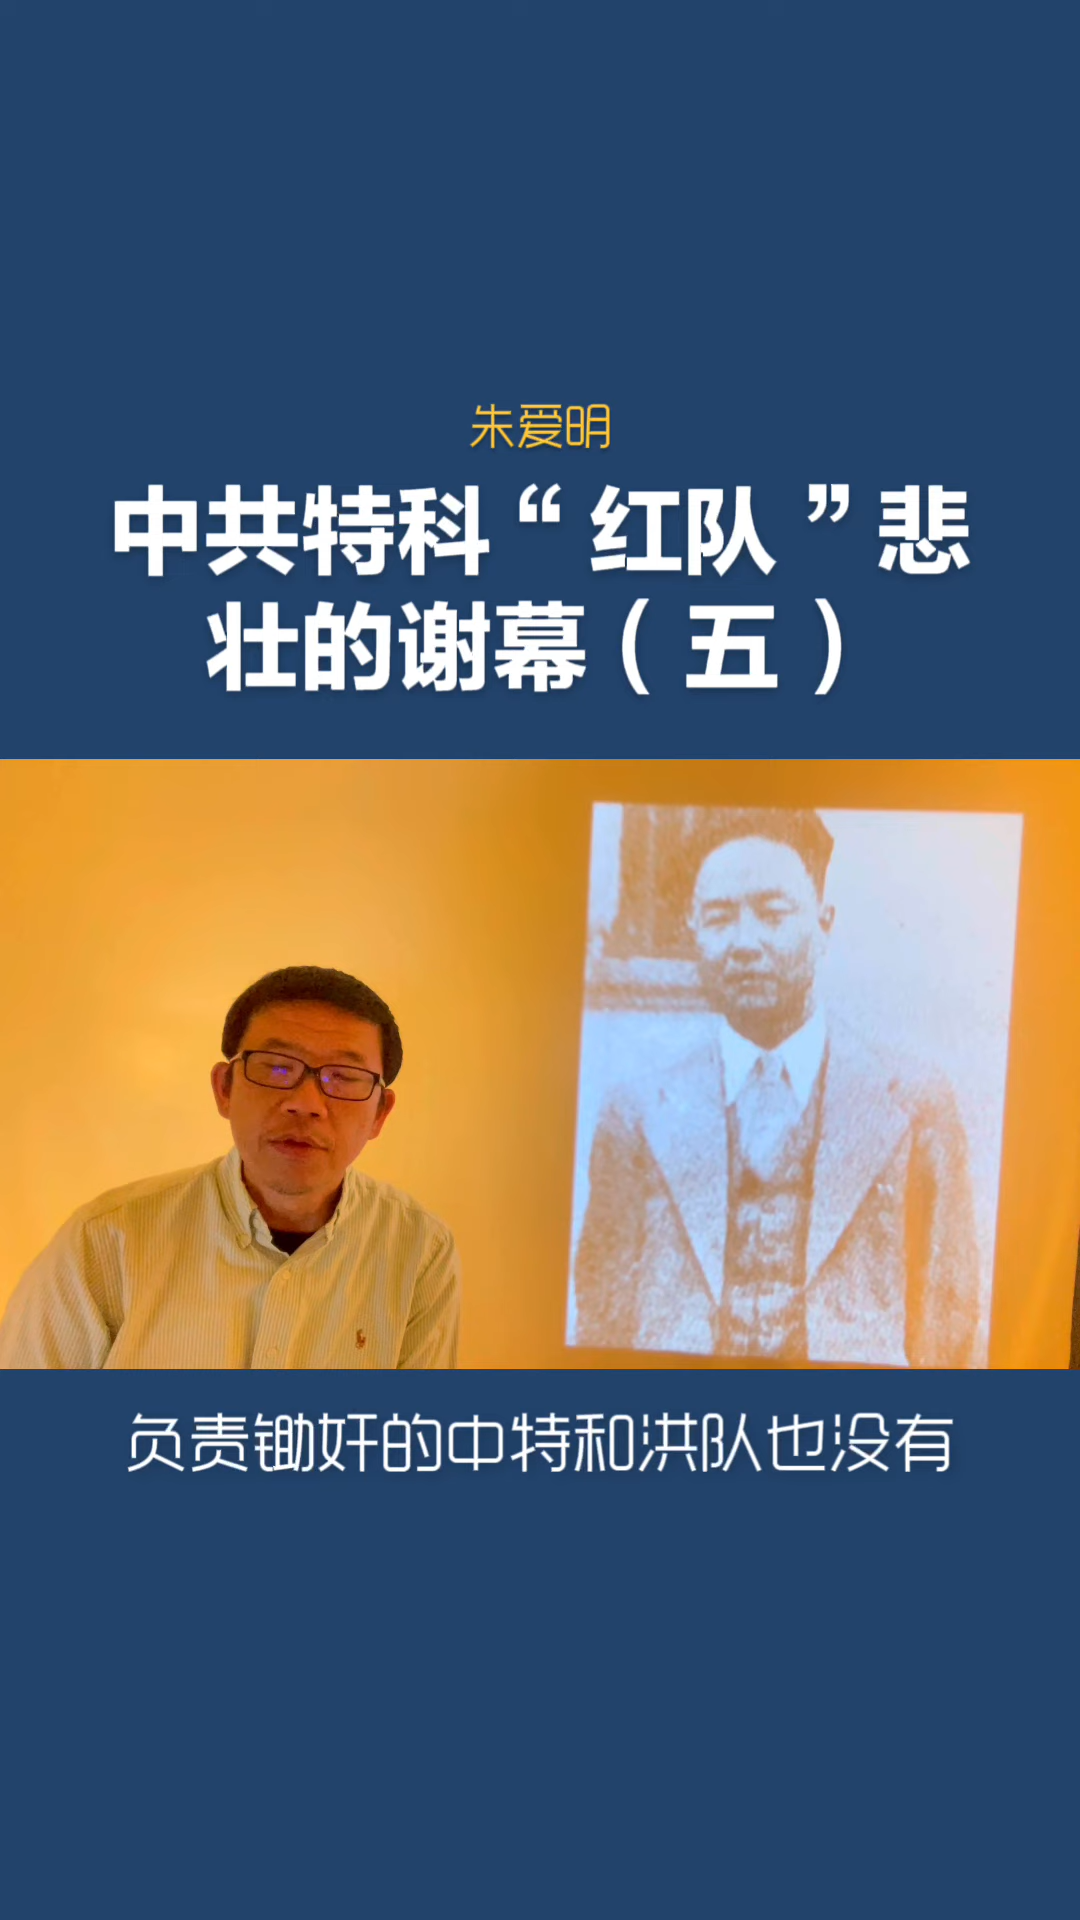 朱爱明
中共特科“红队”悲
壮的谢幕(五)
负责锄奸的中特和洪队也没有